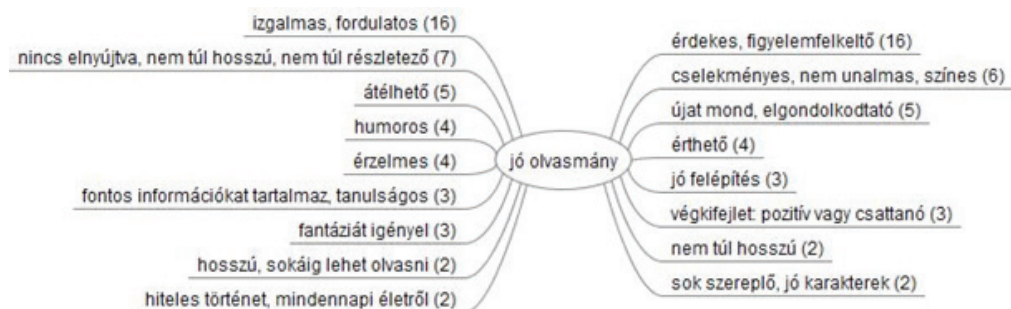 izgalmas, fordulatos (16)
nincs elnyújtva, nem túl hosszú, nem túl részletező (7)
átélhető (5)
humoros (4)
érzelmes (4)
fontos információkat tartalmaz, tanulságos (3)
fantáziát igényel (3)
hosszú, sokáig lehet olvasni (2)
hiteles történet, mindennapi életről (2)
jó olvasmány
érdekes, figyelemfelkeltő (16)
cselekményes, nem unalmas, színes (6)
újat mond, elgondolkodtató (5)
érthető (4)
jó felépítés (3)
végkifejlet: pozitív vagy csattanó (3)
nem túl hosszú (2)
sok szereplő, jó karakterek (2)